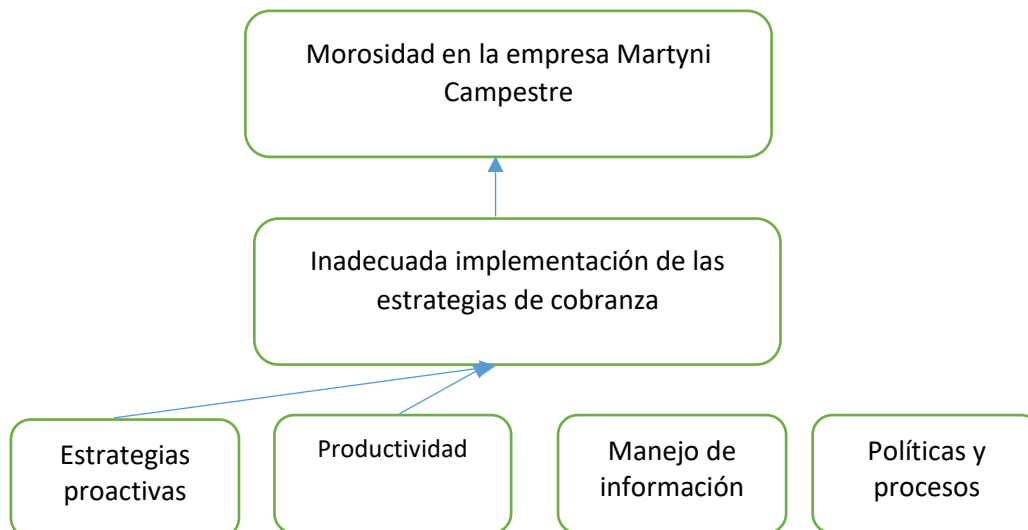 Morosidad en la empresa Martyni
Campestre
Inadecuada implementación de las
estrategias de cobranza
Estrategias
proactivas
Productividad
Manejo de
información
Políticas y
procesos